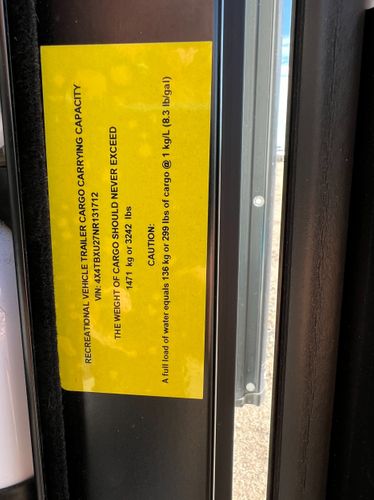 RECREATIONAL VEHICLE TRAILER CARGO CARRYING CAPACITY
VIN: 4X4TBXU27NR131712
THE WEIGHT OF CARGO SHOULD NEVER EXCEED
1471 kg or 3242 lbs
CAUTION:
A full load of water equals 136 kg or 299 lbs of cargo @ 1 kg/L (8.3 lb/gal)